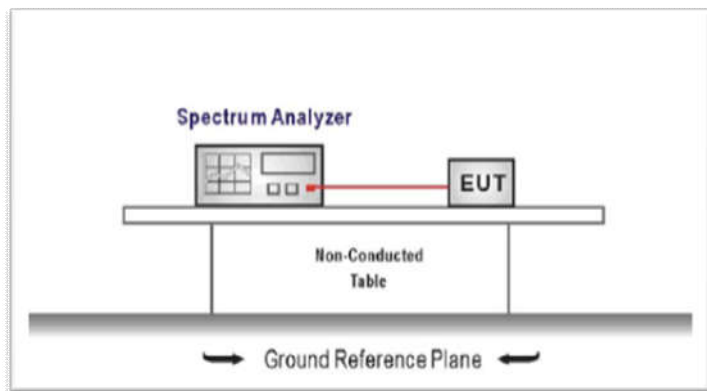 Spectrum Analyzer
EUT
Non-Conducted
Table
Ground Reference Plane